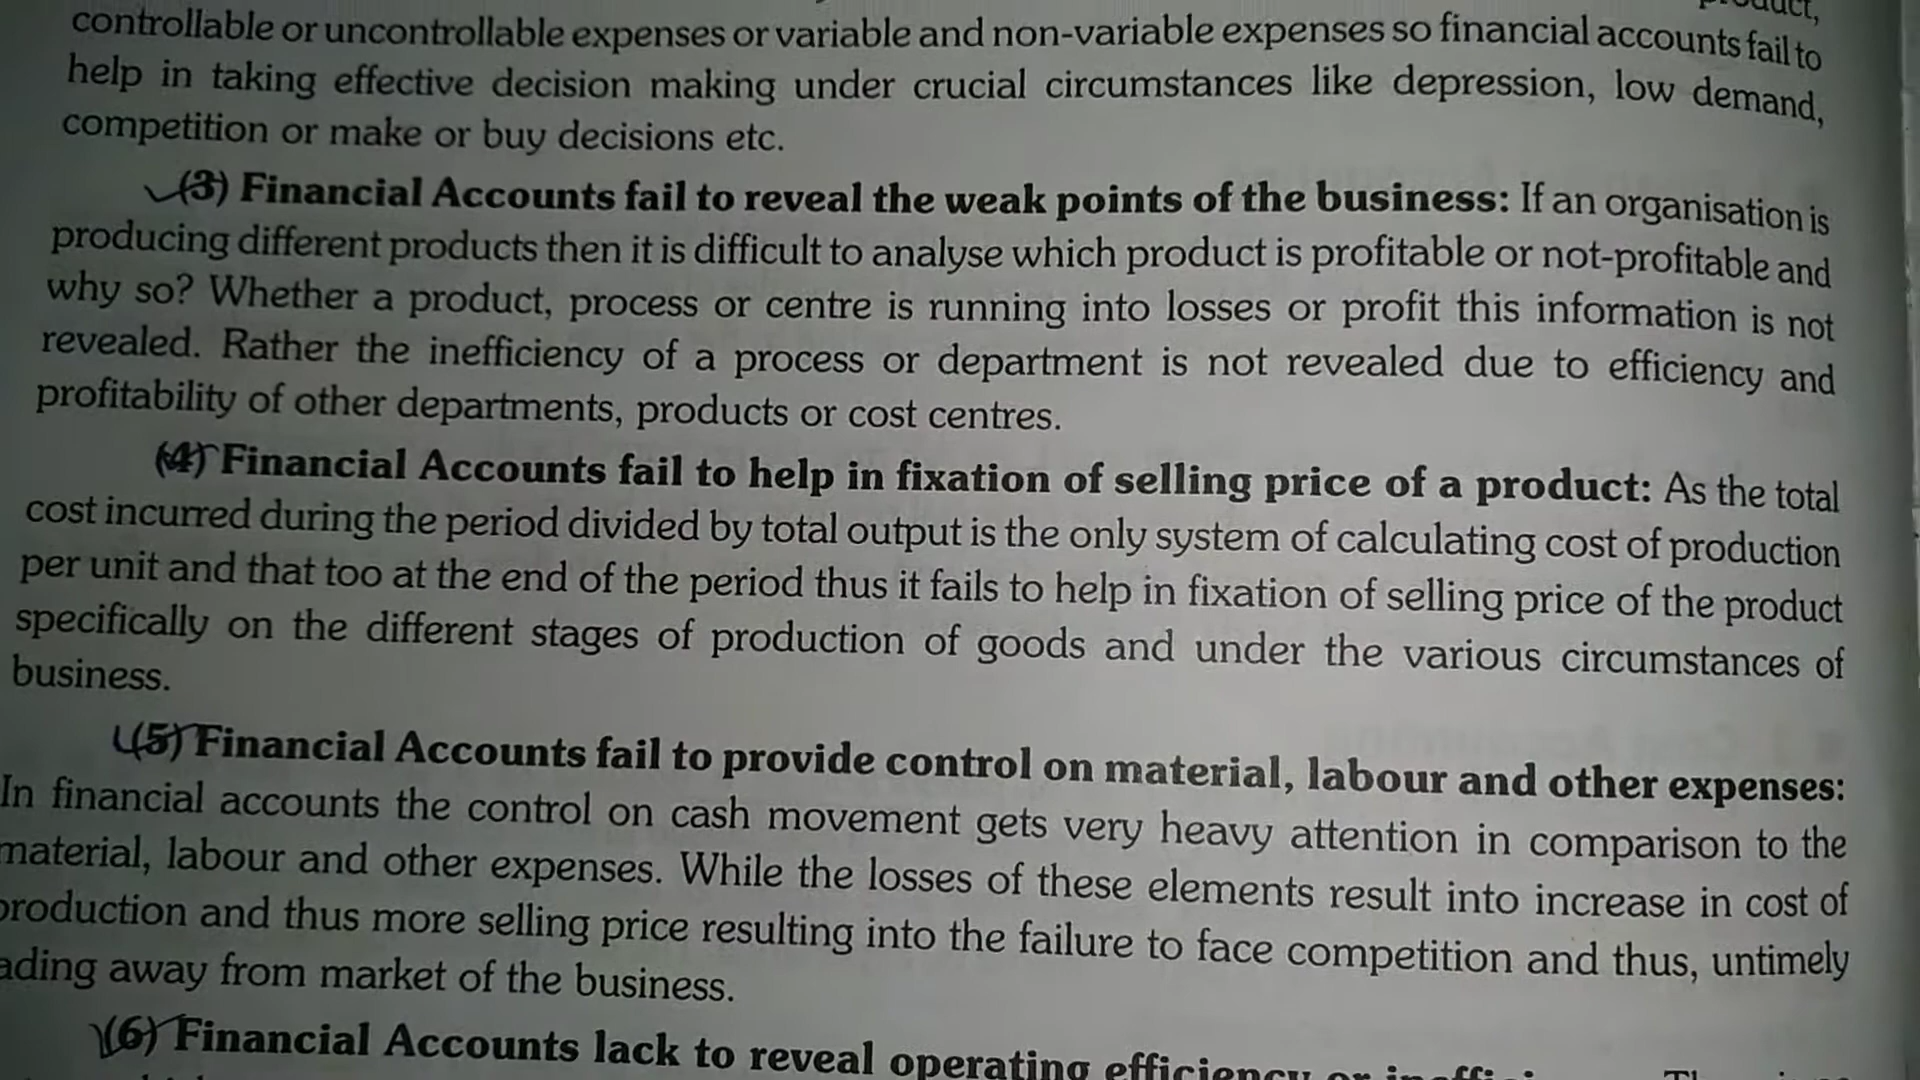 product,
controllable or uncontrollable expenses or variable and non-variable expenses so financial accounts fail to
help in taking effective decision making under crucial circumstances like depression, low demand,
competition or make or buy decisions etc.
(3) Financial Accounts fail to reveal the weak points of the business: If an organisation is
producing different products then it is difficult to analyse which product is profitable or not-profitable and
why so? Whether a product, process or centre is running into losses or profit this information is not
revealed. Rather the inefficiency of a process or department is not revealed due to efficiency and
profitability of other departments, products or cost centres.
(4) Financial Accounts fail to help in fixation of selling price of a product: As the total
cost incurred during the period divided by total output is the only system of calculating cost of production
per unit and that too at the end of the period thus it fails to help in fixation of selling price of the product
specifically on the different stages of production of goods and under the various circumstances of
business.
(5) Financial Accounts fail to provide control on material, labour and other expenses:
In financial accounts the control on cash movement gets very heavy attention in comparison to the
material, labour and other expenses. While the losses of these elements result into increase in cost of
production and thus more selling price resulting into the failure to face competition and thus, untimely
ading away from market of the business.
(6) Financial Accounts lack to reveal operating efficiency or